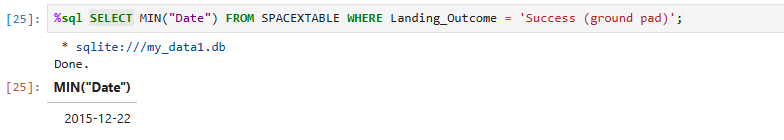 [25]: %sql SELECT MIN("Date") FROM SPACEXTABLE WHERE Landing_Outcome = 'Success (ground pad)';
* sqlite:///my_data1.db
Done.
[25]: MIN("Date")
2015-12-22